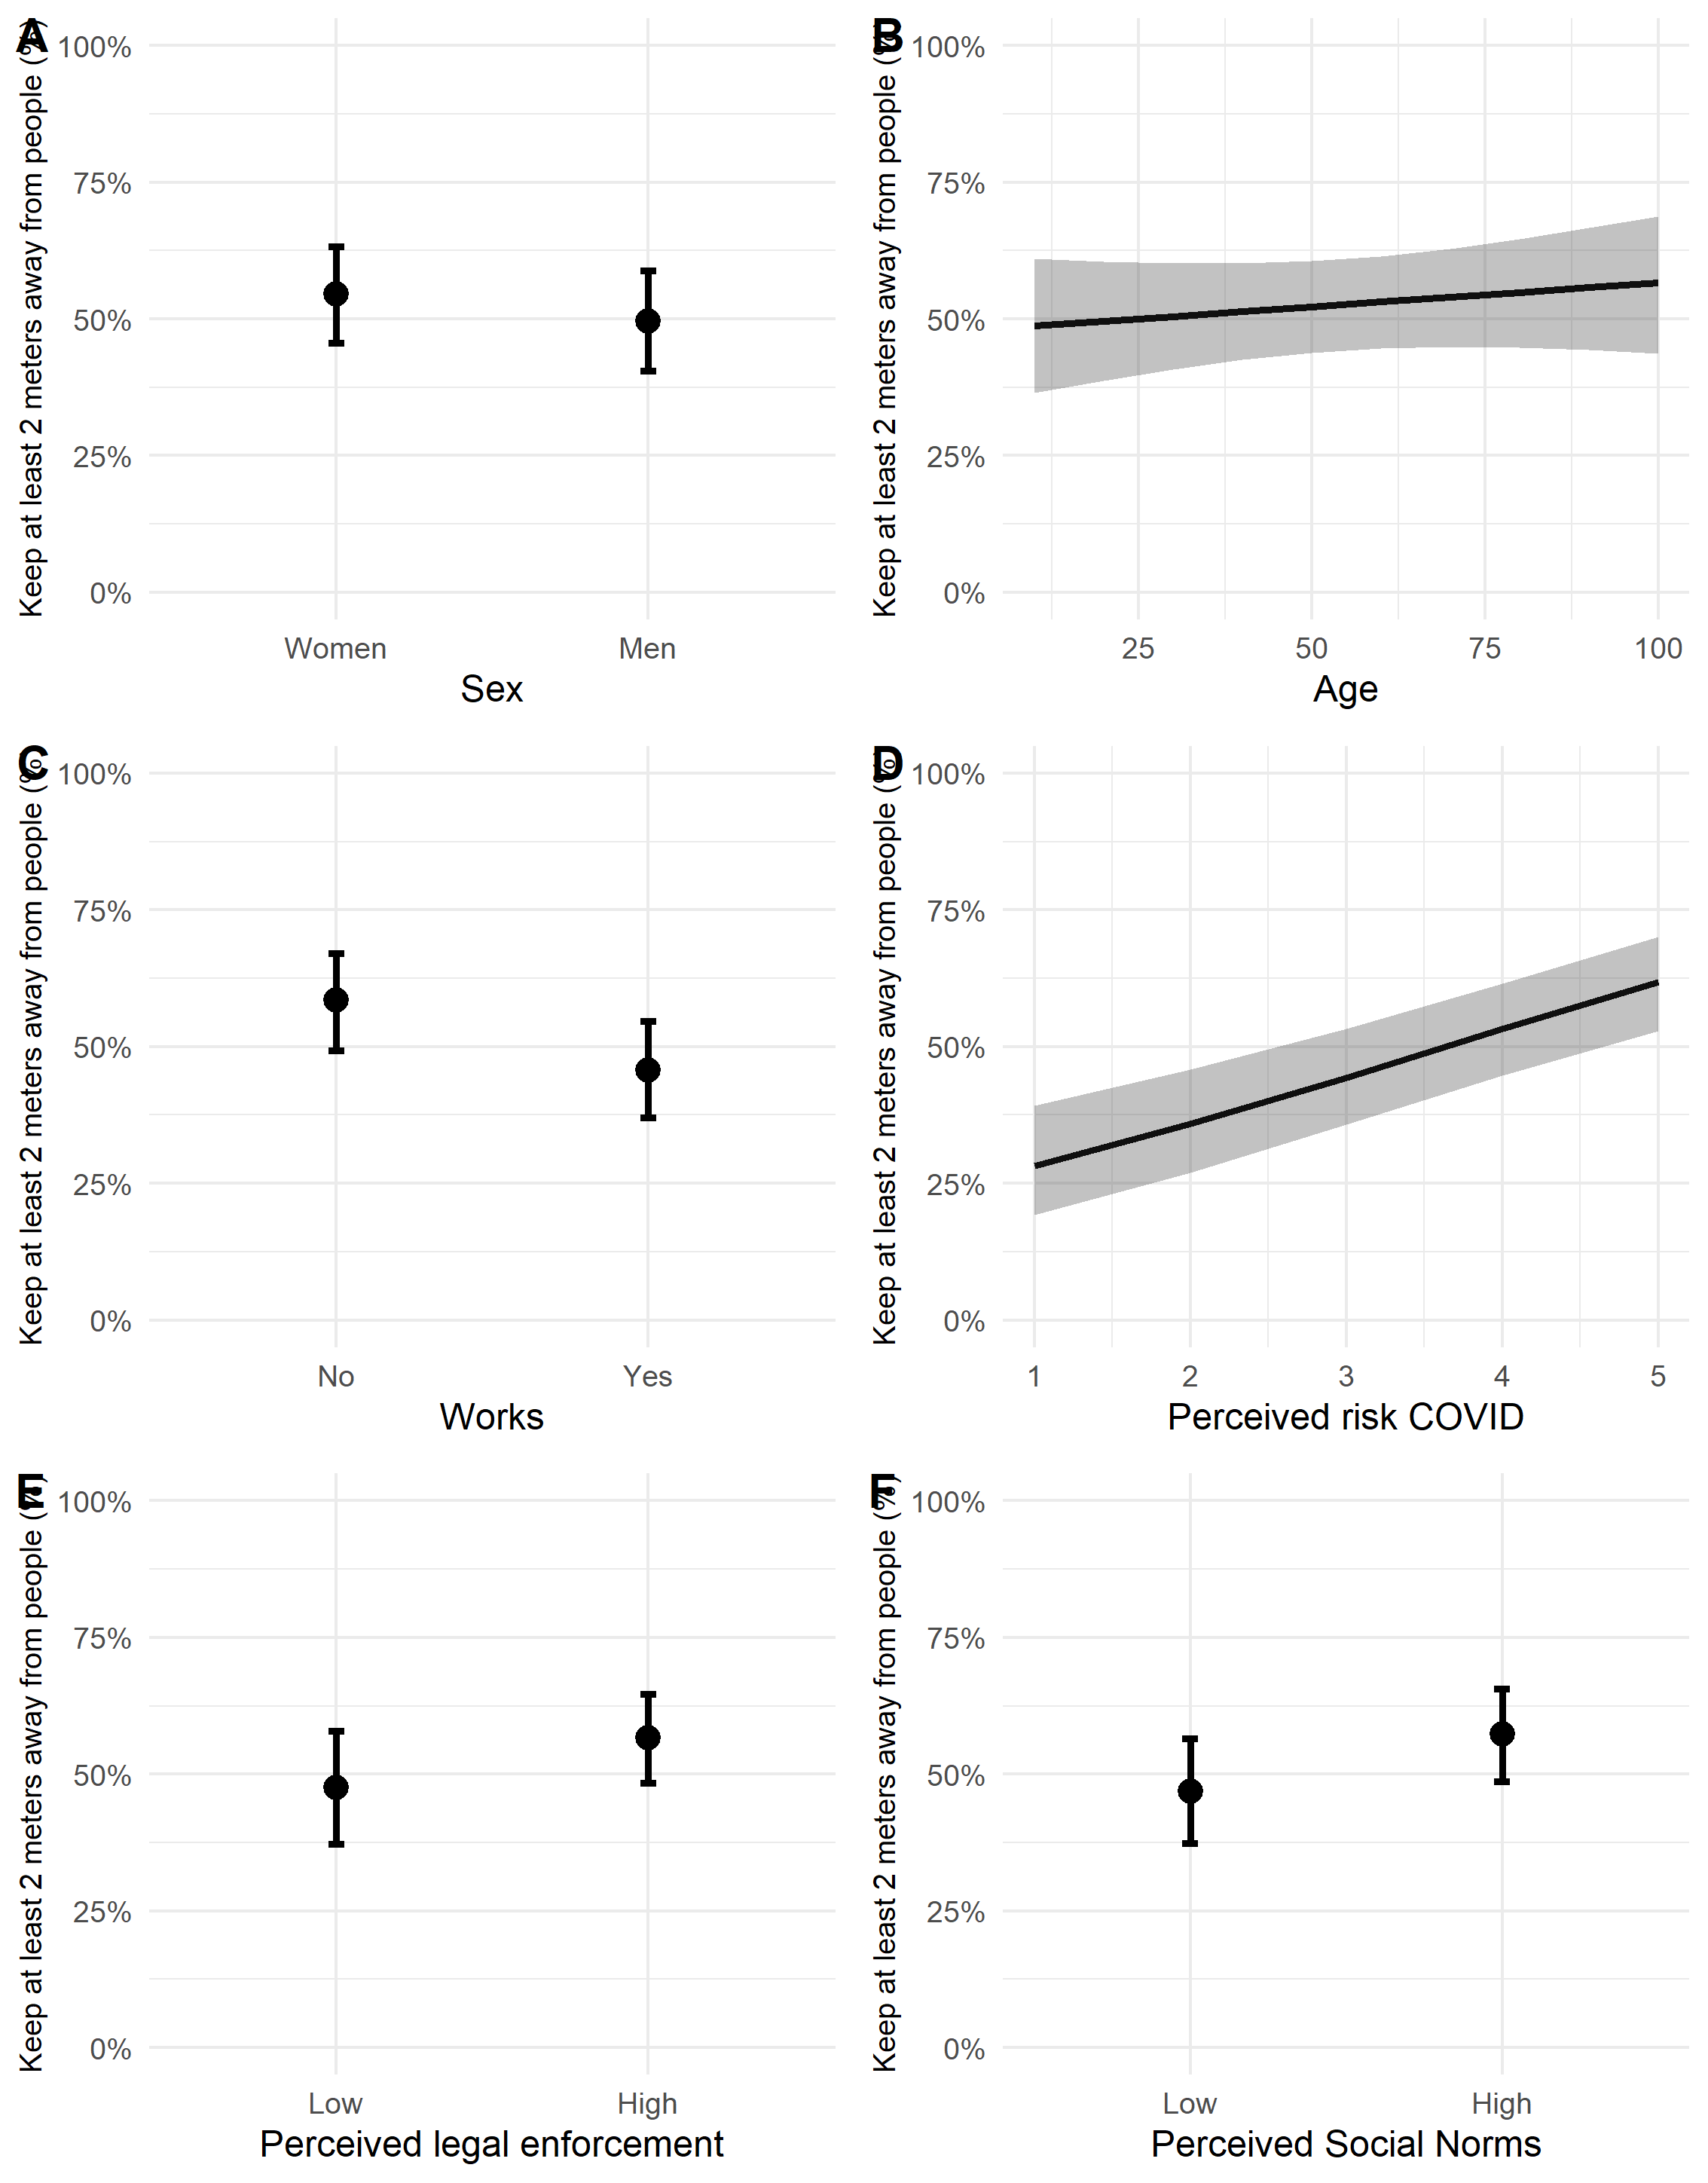 A
Keep at least 2 meters away from people (%)
100%
75%
50%
25%
0%
Women Men
Sex
B
Keep at least 2 meters away from people (%)
100%
75%
50%
25%
0%
25 50 75 100
Age
C
Keep at least 2 meters away from people (%)
100%
75%
50%
25%
0%
No Yes
Works
D
Keep at least 2 meters away from people (%)
100%
75%
50%
25%
0%
1 2 3 4 5
Perceived risk COVID
E
Keep at least 2 meters away from people (%)
100%
75%
50%
25%
0%
Low High
Perceived legal enforcement
F
Keep at least 2 meters away from people (%)
100%
75%
50%
25%
0%
Low High
Perceived Social Norms